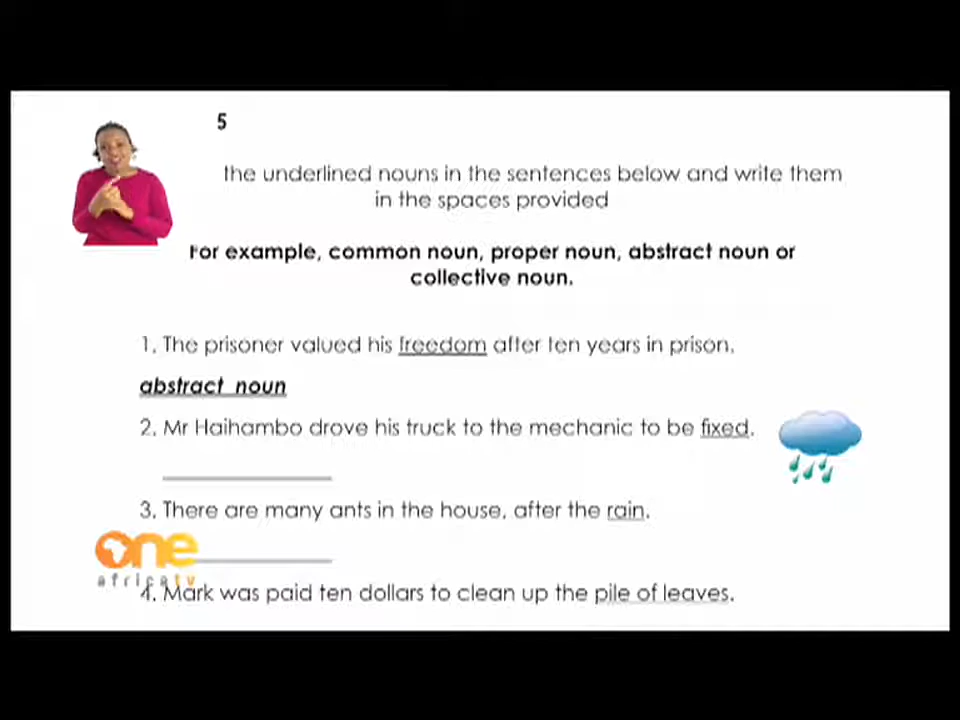 5
the underlined nouns in the sentences below and write them
in the spaces provided
For example, common noun, proper noun, abstract noun or
collective noun.
1. The prisoner valued his freedom after ten years in prison.
abstract noun
2. Mr Haihambo drove his truck to the mechanic to be fixed.
3. There are many ants in the house, after the rain.
one
africa tv
4. Mark was paid ten dollars to clean up the pile of leaves.